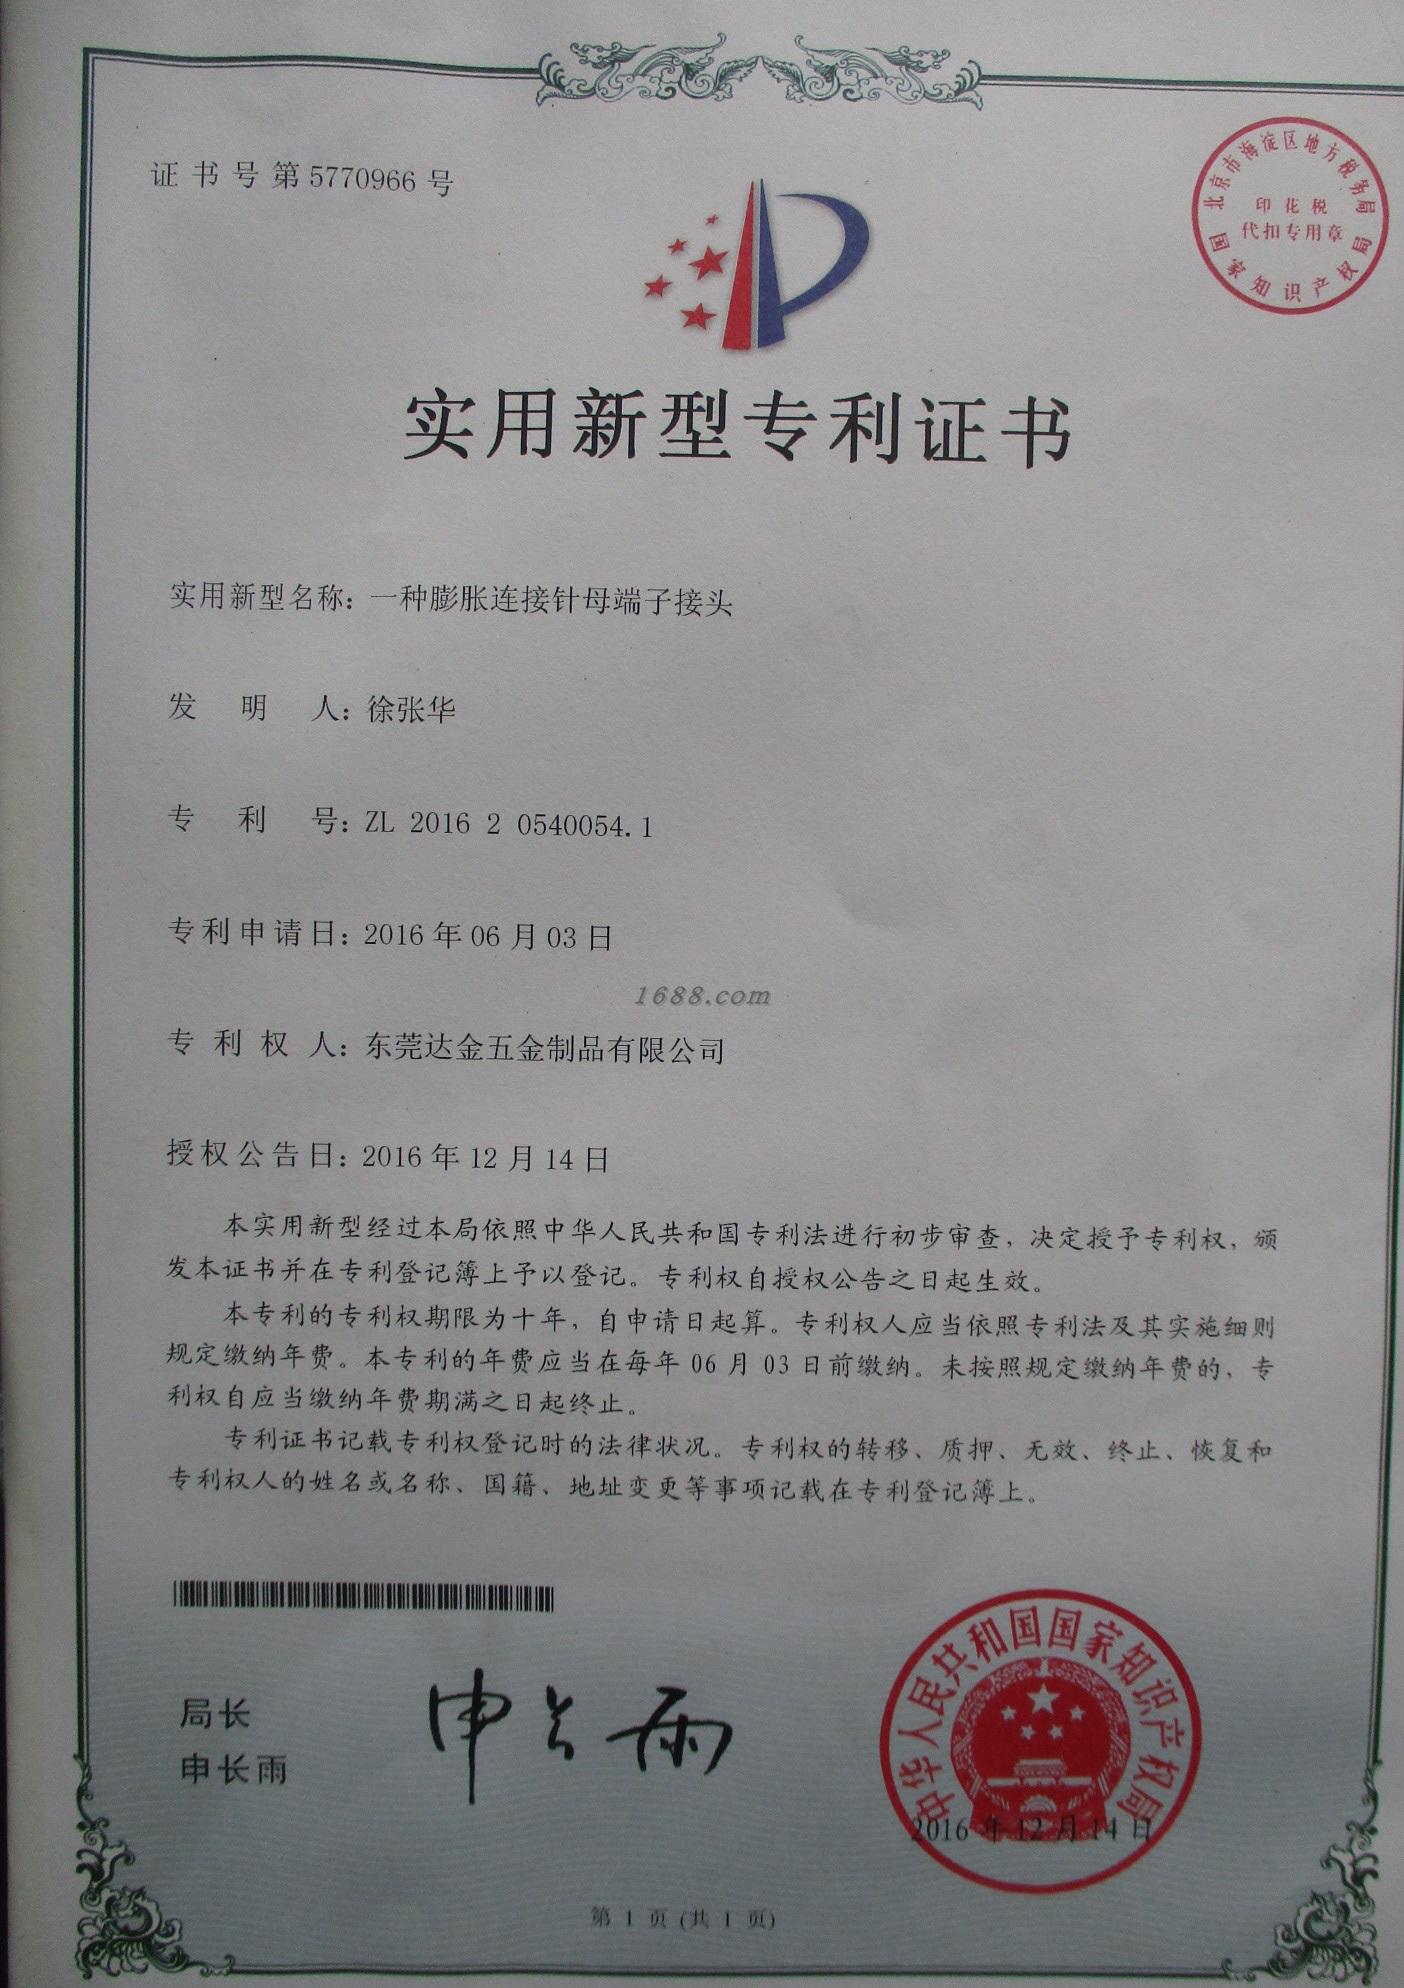 证书号第5770966号
北京市海淀区地方税务局
印花税
代扣专用章
国家知识产权局
实用新型专利证书
实用新型名称：一种膨胀连接针母端子接头
发明人：徐张华
专利号：ZL 2016 2 0540054.1
专利申请日：2016年06月03日
1688.com
专利权人：东莞达金五金制品有限公司
授权公告日：2016年12月14日
本实用新型经过本局依照中华人民共和国专利法进行初步审查，决定授予专利权，颁
发本证书并在专利登记簿上予以登记。专利权自授权公告之日起生效。
本专利的专利权期限为十年，自申请日起算。专利权人应当依照专利法及其实施细则
规定缴纳年费。本专利的年费应当在每年06月03日前缴纳。未按照规定缴纳年费的，专
利权自应当缴纳年费期满之日起终止。
专利证书记载专利权登记时的法律状况。专利权的转移、质押、无效、终止、恢复和
专利权人的姓名或名称、国籍、地址变更等事项记载在专利登记簿上。
局长
申长雨
申长雨
中华人民共和国国家知识产权局
2016年12月14日
第1页(共1页)